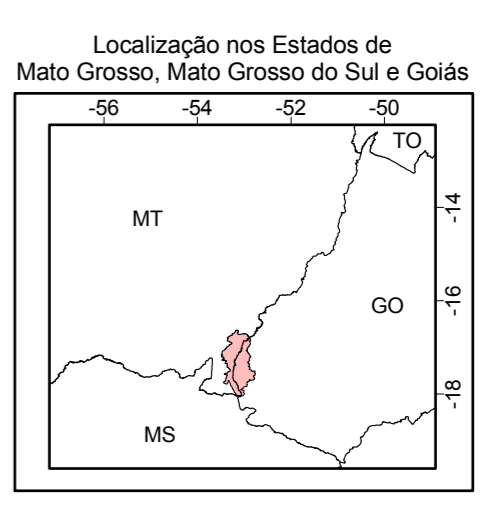 Localização nos Estados de
Mato Grosso, Mato Grosso do Sul e Goiás
-56 -54 -52 -50
TO
-14
MT
-16
GO
-18
MS